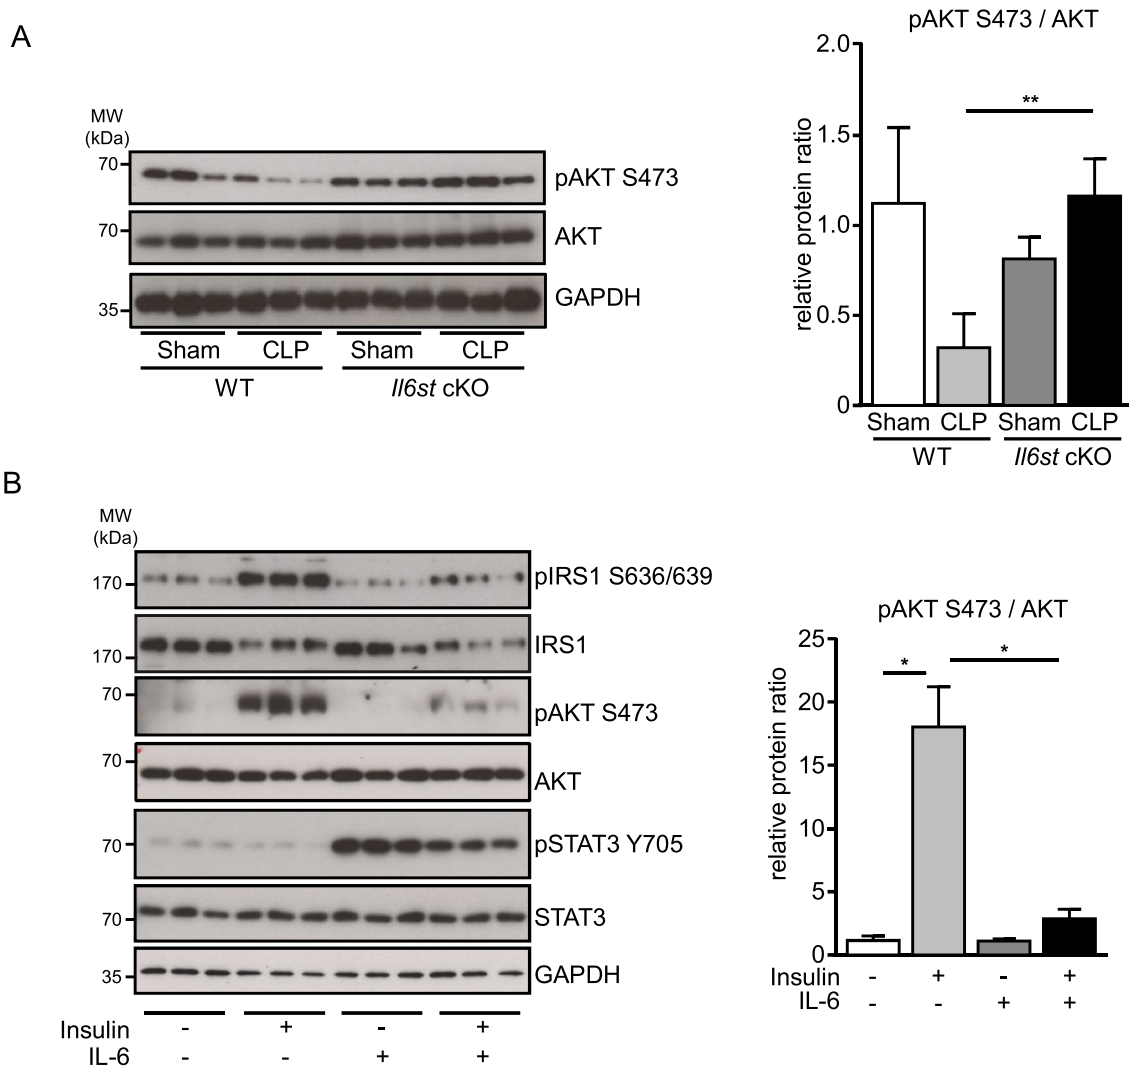 A
MW
(kDa)
70
pAKT S473
70
AKT
35
GAPDH
Sham CLP Sham CLP
WT Il6st cKO
pAKT S473 / AKT
relative protein ratio
2.0
1.5
1.0
0.5
0
**
Sham CLP Sham CLP
WT Il6st cKO
B
MW
(kDa)
170
pIRS1 S636/639
170
IRS1
70
pAKT S473
70
AKT
70
pSTAT3 Y705
70
STAT3
35
GAPDH
Insulin - + - +
IL-6 - - + +
pAKT S473 / AKT
relative protein ratio
25
20
15
10
5
0
* *
Insulin - + - +
IL-6 - - + +